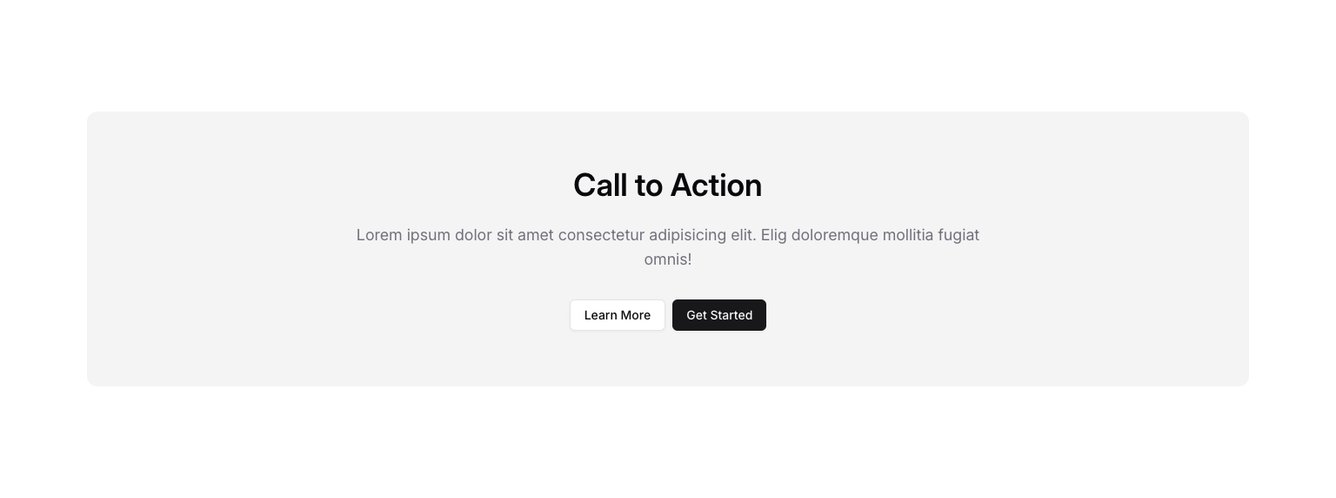 Call to Action
Lorem ipsum dolor sit amet consectetur adipisicing elit. Elig doloremque mollitia fugiat
omnis!
Learn More
Get Started